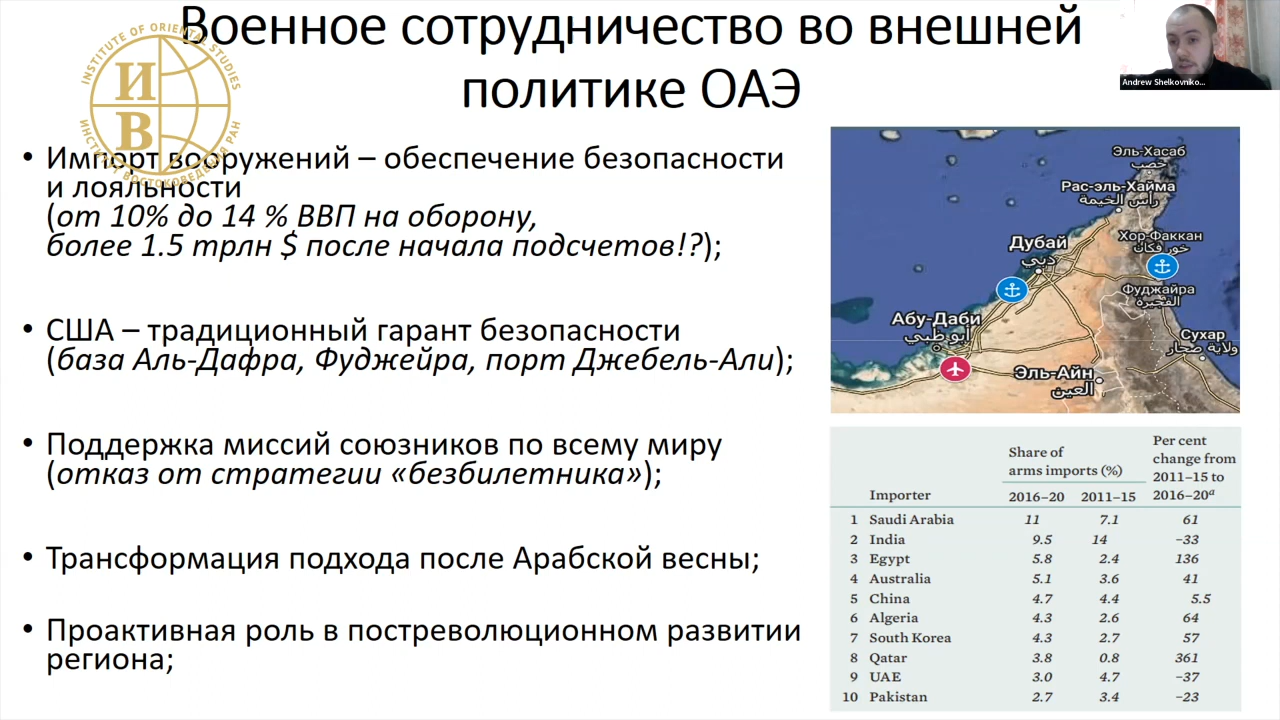 Военное сотрудничество во внешней
политике ОАЭ
INSTITUTE OF ORIENTAL STUDIES
ИВ
ИНСТИТУТ ВОСТОКОВЕДЕНИЯ РАН
Andrew Shelkovniko...
• Импорт вооружений – обеспечение безопасности
и лояльности
(от 10% до 14 % ВВП на оборону,
более 1.5 трлн $ после начала подсчетов!?);
• США – традиционный гарант безопасности
(база Аль-Дафра, Фуджейра, порт Джебель-Али);
• Поддержка миссий союзников по всему миру
(отказ от стратегии «безбилетника»);
• Трансформация подхода после Арабской весны;
• Проактивная роль в постреволюционном развитии
региона;
Эль-Хасаб
خصب
Рас-эль-Хайма
رأس الخيمة
Хор-Факкан
خور فكان
Дубай
دبي
Фуджайра
الفجيرة
Абу-Даби
أبو ظبي
Сухар
ولاية صحار
Эль-Айн
العين
Share of arms imports (%)
Per cent change from 2011–15 to 2016–20a
Importer 2016–20 2011–15
1 Saudi Arabia 11 7.1 61
2 India 9.5 14 –33
3 Egypt 5.8 2.4 136
4 Australia 5.1 3.6 41
5 China 4.7 4.4 5.5
6 Algeria 4.3 2.6 64
7 South Korea 4.3 2.7 57
8 Qatar 3.8 0.8 361
9 UAE 3.0 4.7 –37
10 Pakistan 2.7 3.4 –23